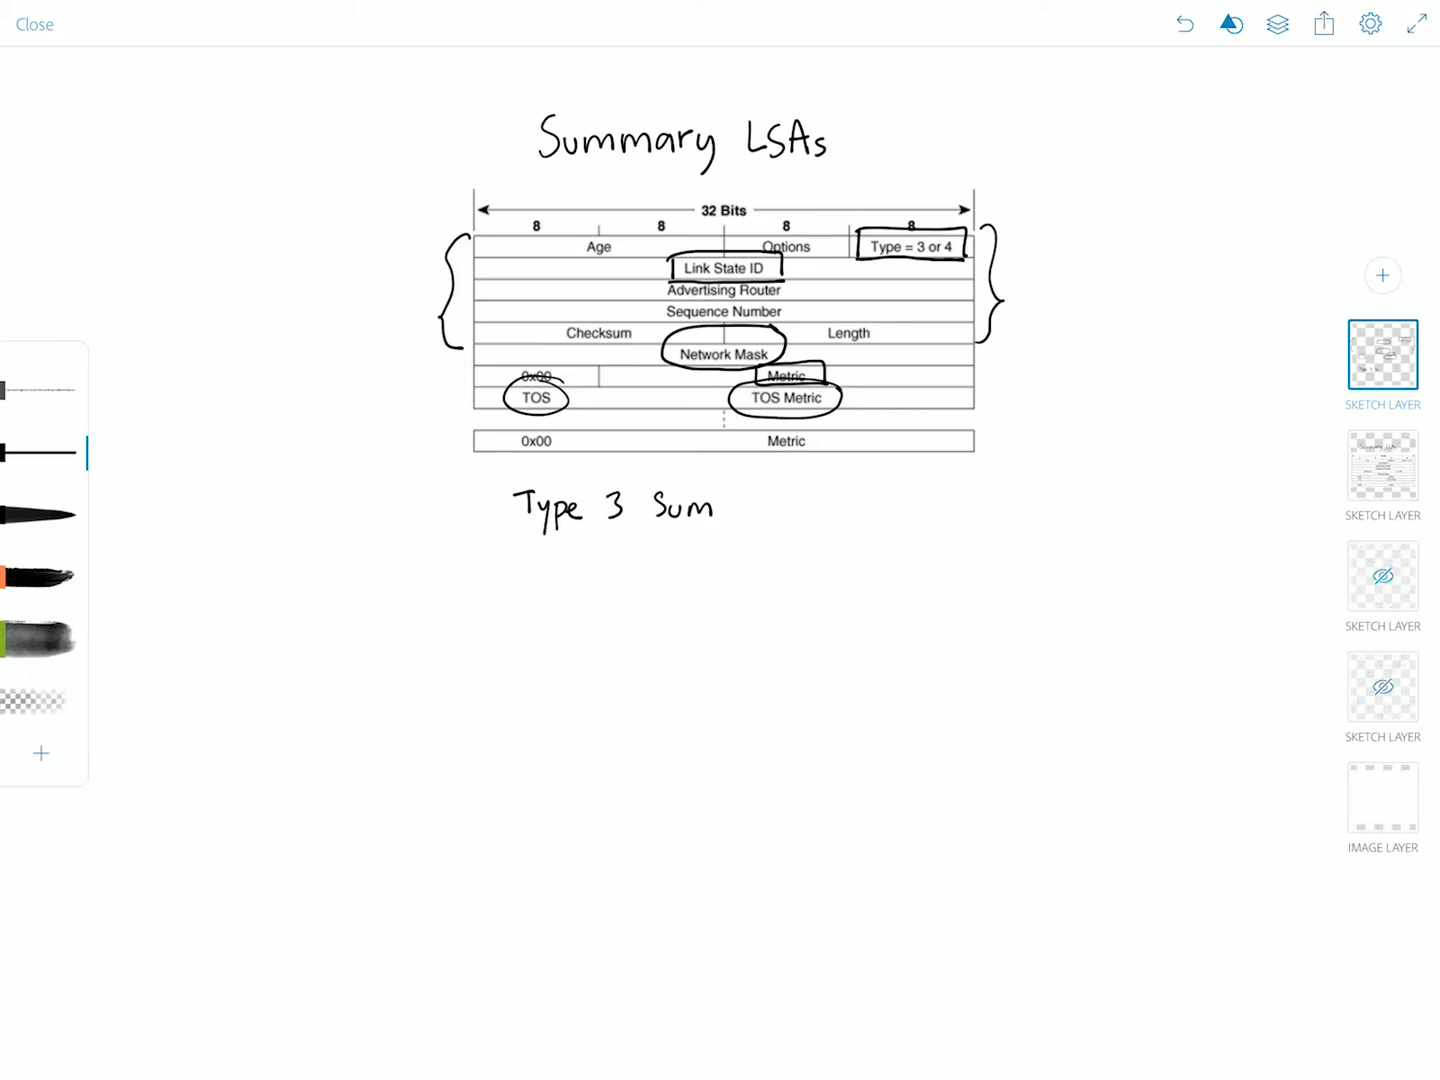 Close
Summary LSAs
32 Bits
8 8 8 8
Age Options Type = 3 or 4
Link State ID
Advertising Router
Sequence Number
Checksum Length
Network Mask
0x00 Metric
TOS TOS Metric
0x00 Metric
Type 3 Sum
SKETCH LAYER
SKETCH LAYER
SKETCH LAYER
SKETCH LAYER
IMAGE LAYER